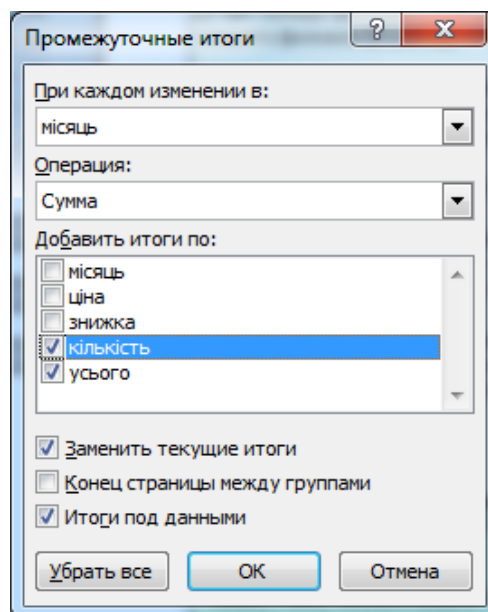 Промежуточные итоги
При каждом изменении в:
місяць
Операция:
Сумма
Добавить итоги по:
місяць
ціна
знижка
кількість
усього
Заменить текущие итоги
Конец страницы между группами
Итоги под данными
Убрать все
ОК
Отмена